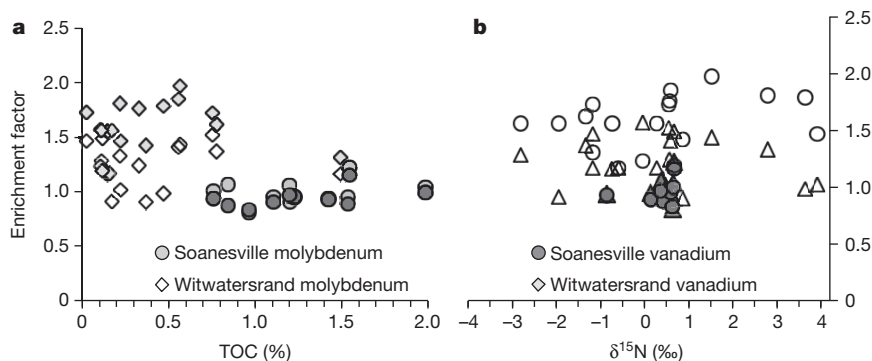 a
b
2.5
2.0
1.5
1.0
0.5
0
Enrichment factor
0 0.5 1.0 1.5 2.0
TOC (%)
Soanesville molybdenum
Witwatersrand molybdenum
2.5
2.0
1.5
1.0
0.5
0
–4 –3 –2 –1 0 1 2 3 4
δ15N (‰)
Soanesville vanadium
Witwatersrand vanadium